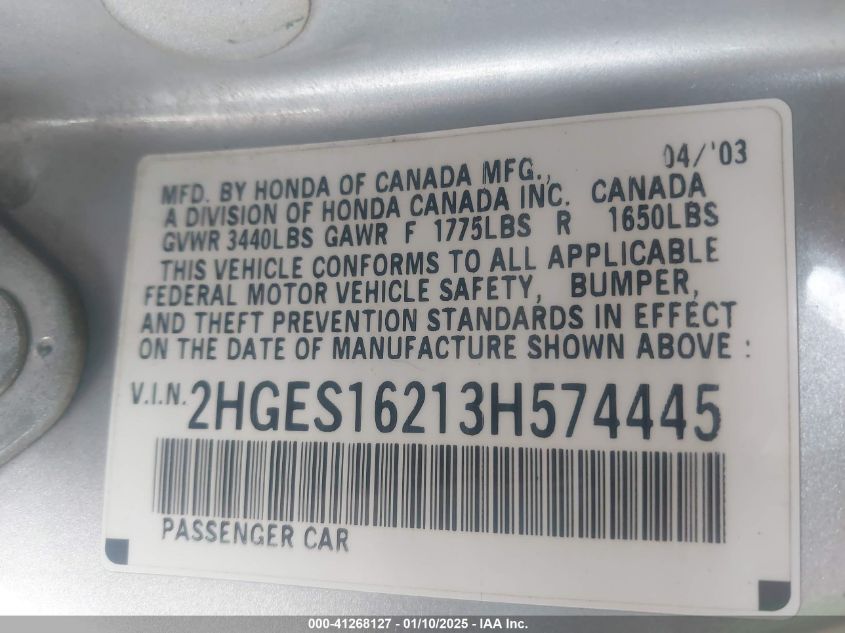 04/'03
MFD. BY HONDA OF CANADA MFG.,
A DIVISION OF HONDA CANADA INC. CANADA
GVWR 3440LBS GAWR F 1775LBS R 1650LBS
THIS VEHICLE CONFORMS TO ALL APPLICABLE
FEDERAL MOTOR VEHICLE SAFETY, BUMPER,
AND THEFT PREVENTION STANDARDS IN EFFECT
ON THE DATE OF MANUFACTURE SHOWN ABOVE :
V.I.N. 2HGES16213H574445
PASSENGER CAR
000-41268127 - 01/10/2025 - IAA Inc.